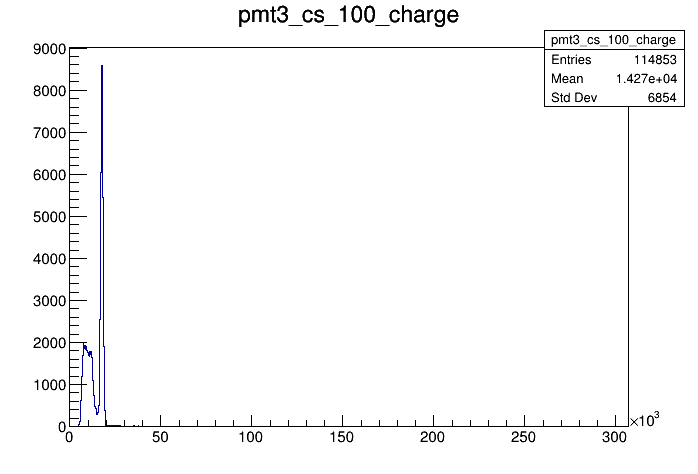 pmt3_cs_100_charge
pmt3_cs_100_charge
Entries 114853
Mean 1.427e+04
Std Dev 6854
9000
8000
7000
6000
5000
4000
3000
2000
1000
0
0 50 100 150 200 250 300
×10³